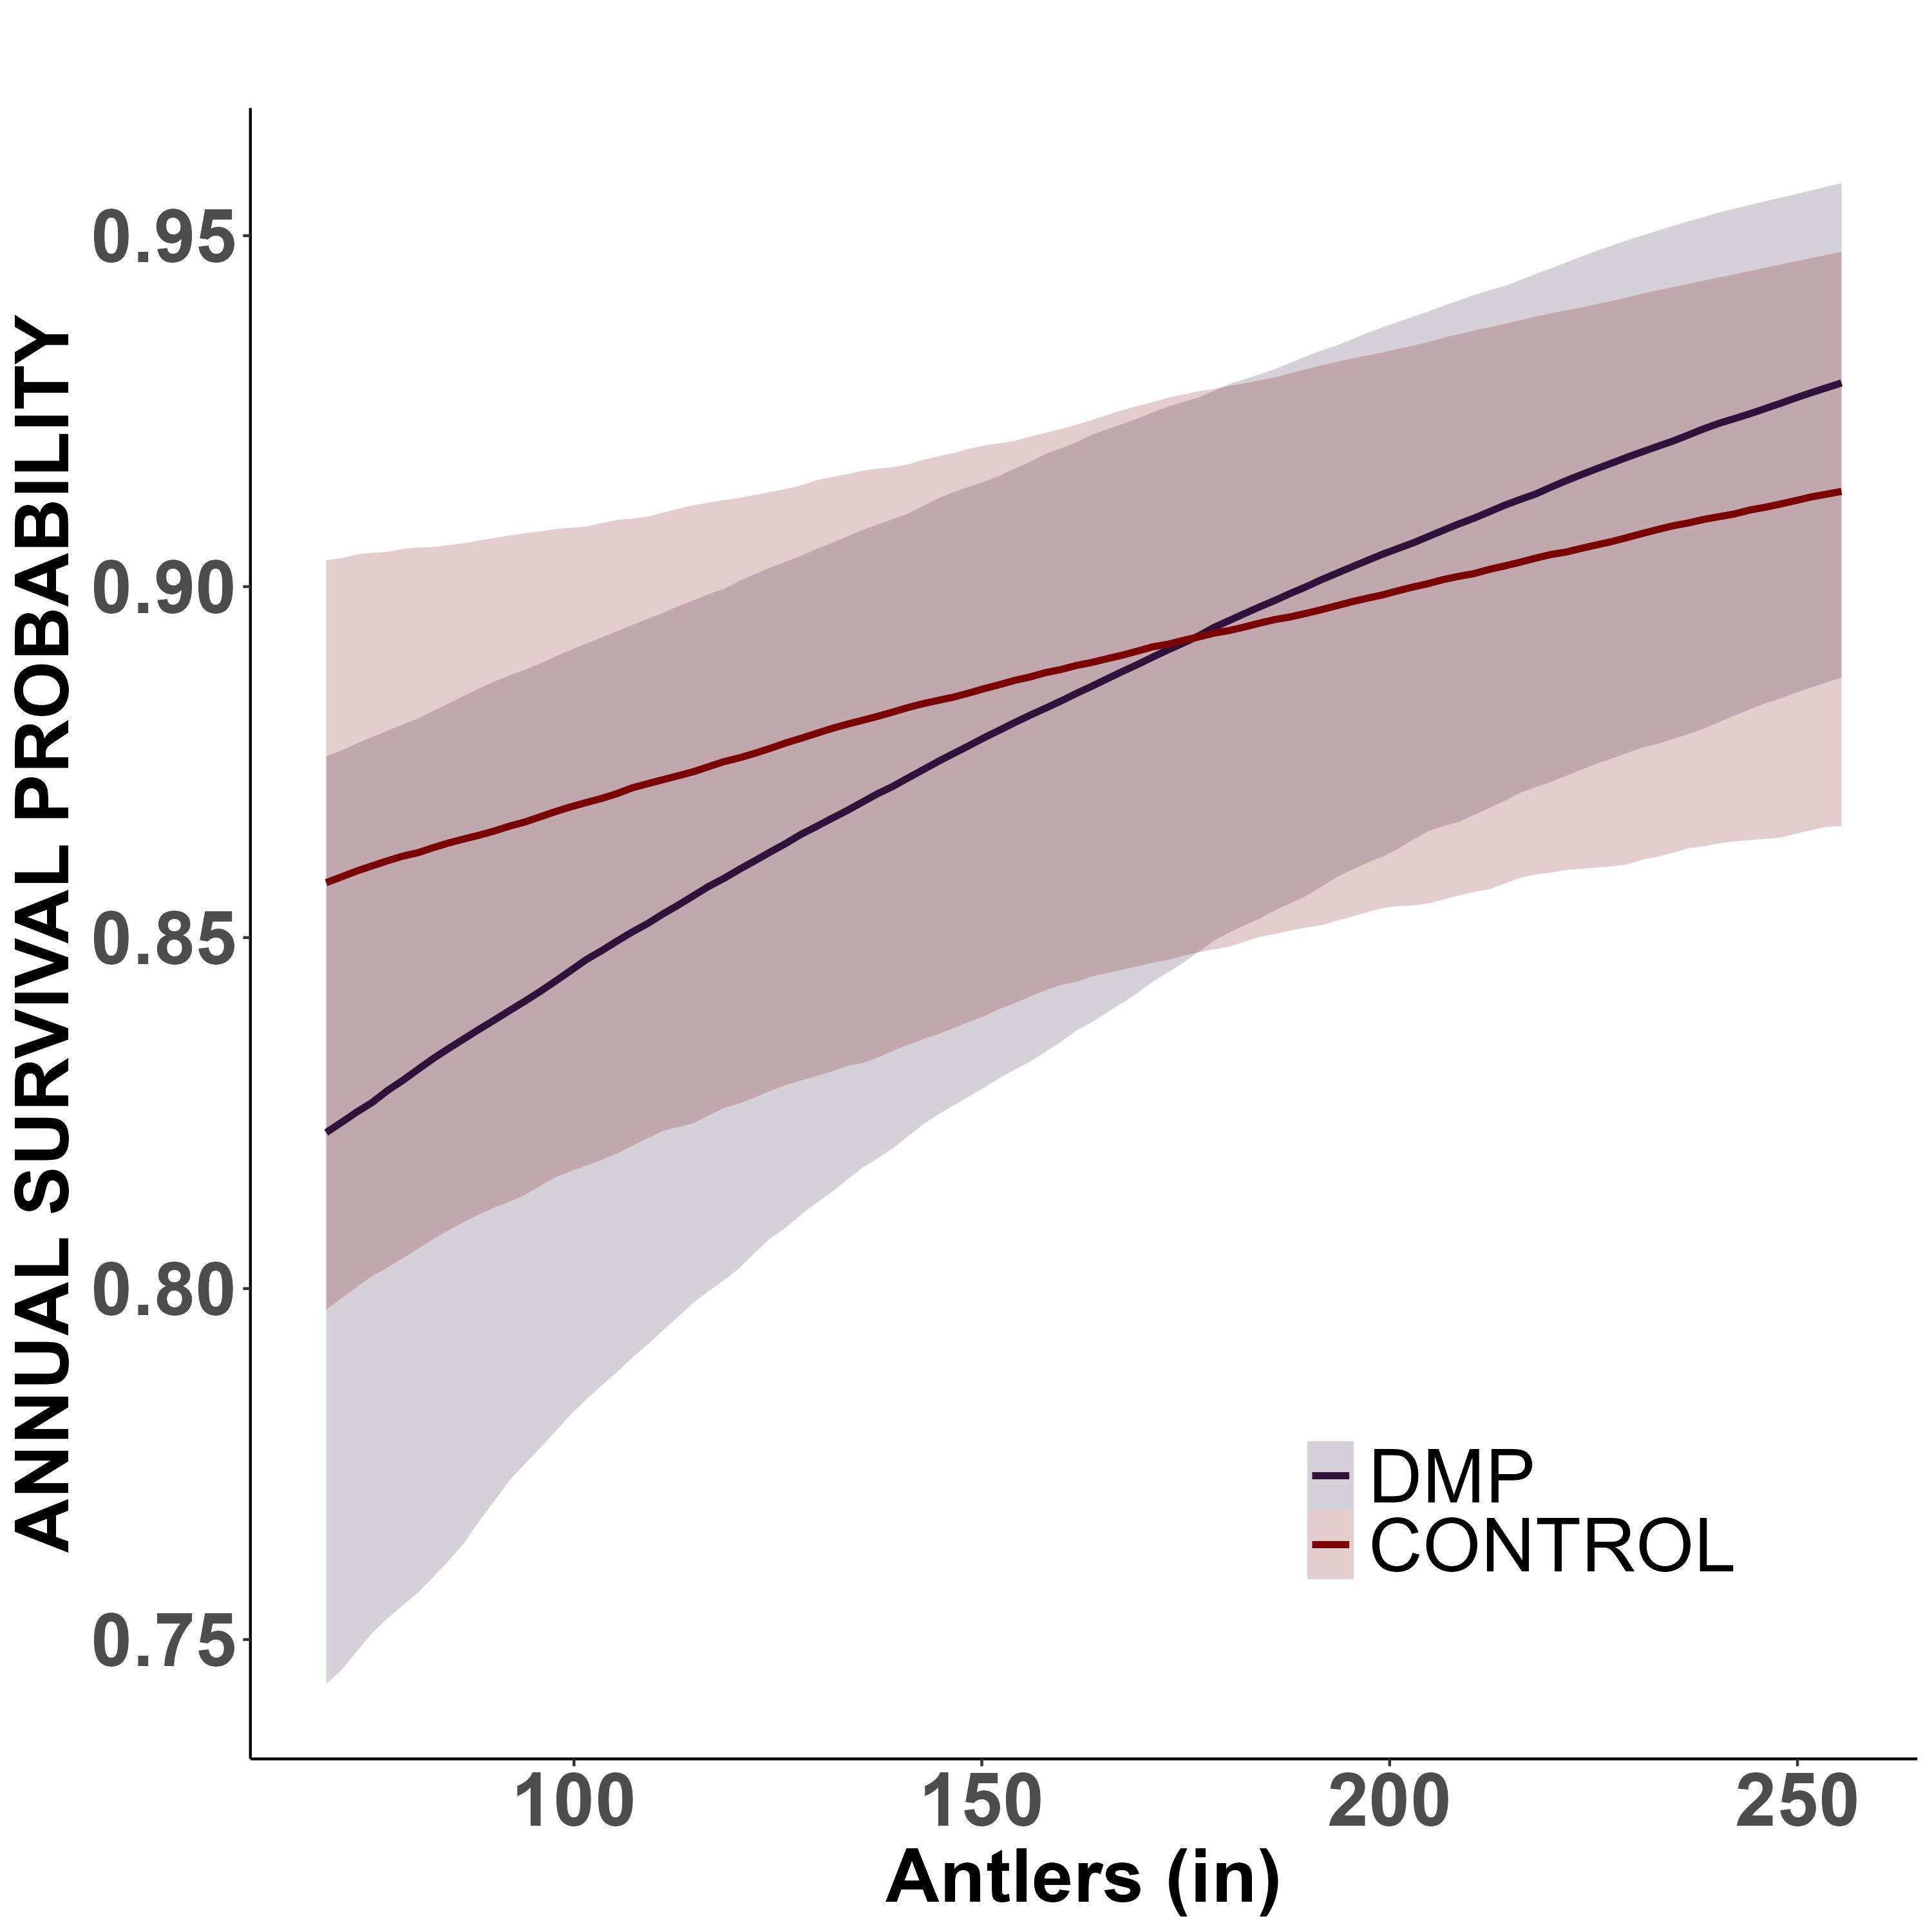 ANNUAL SURVIVAL PROBABILITY
0.95
0.90
0.85
0.80
0.75
DMP
CONTROL
100 150 200 250
Antlers (in)